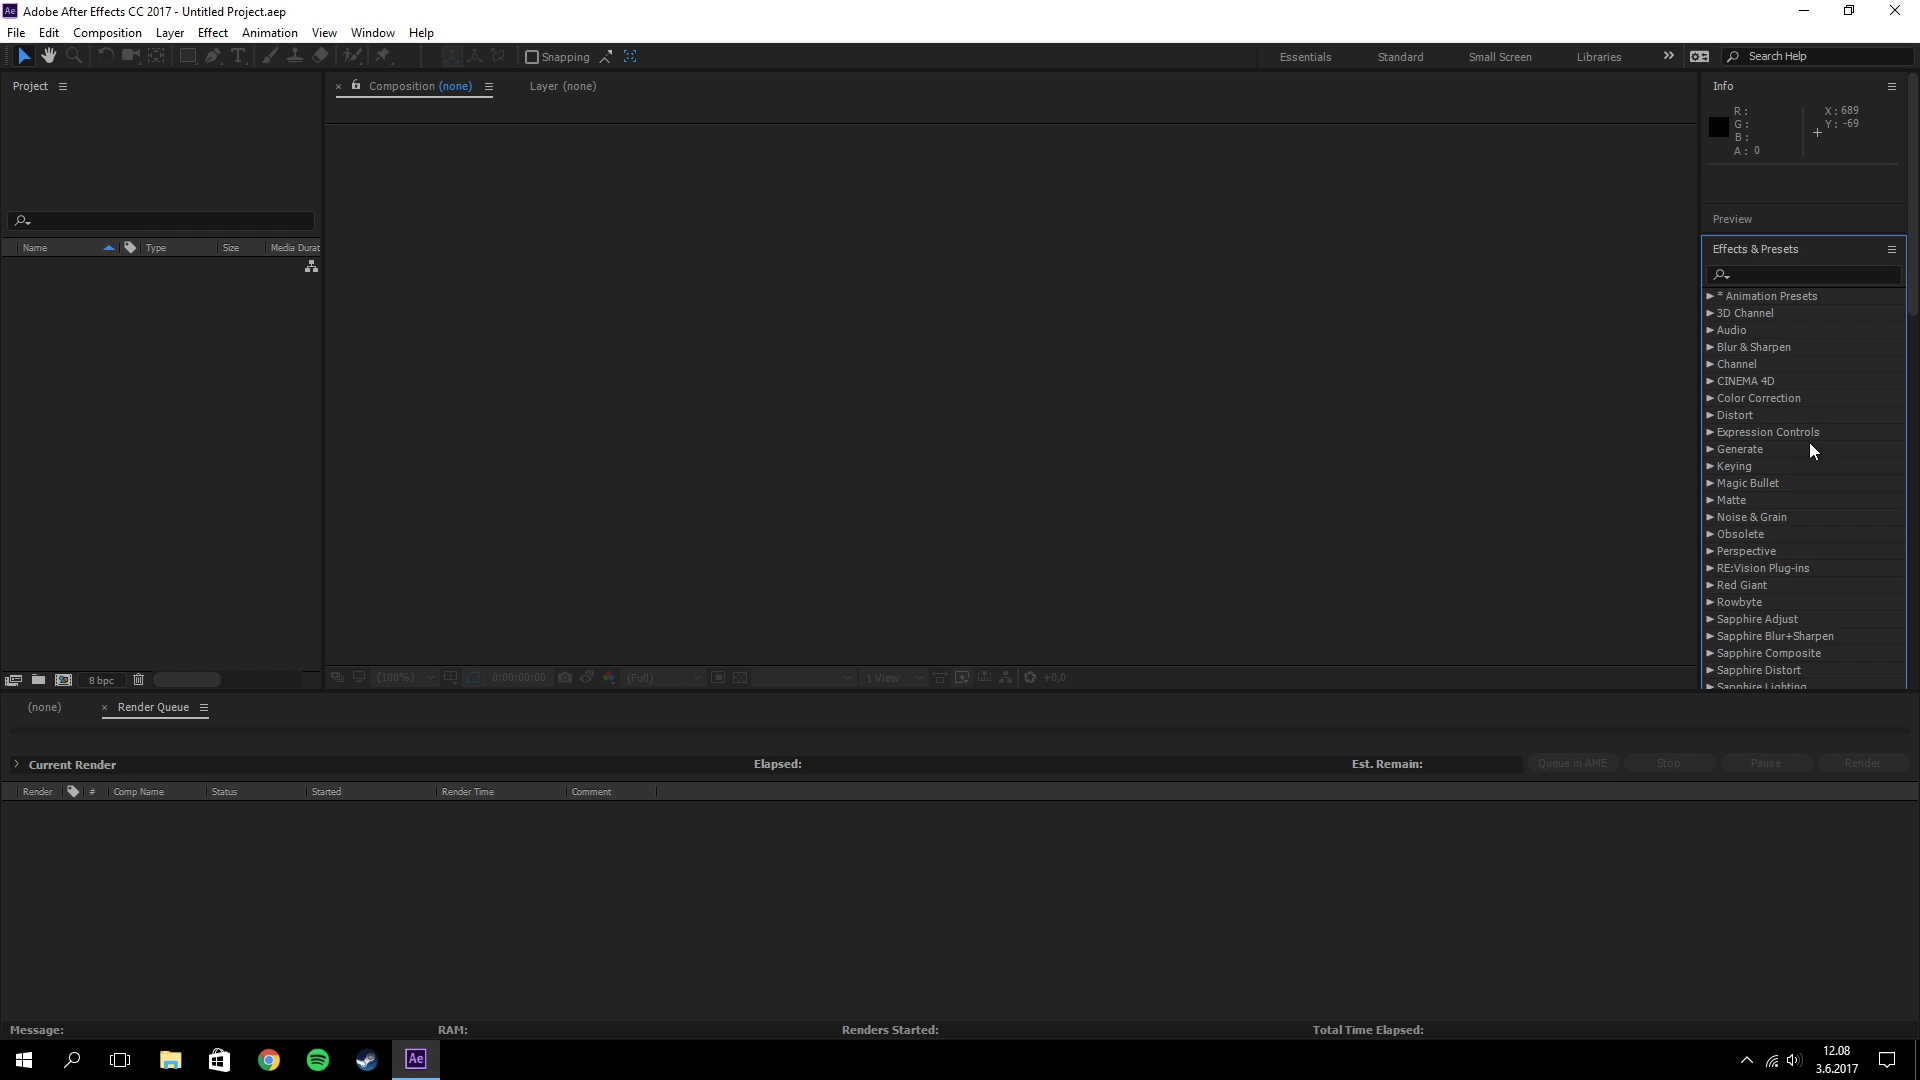 Ae Adobe After Effects CC 2017 - Untitled Project.aep
File Edit Composition Layer Effect Animation View Window Help
Snapping Essentials Standard Small Screen Libraries Search Help
Project
Name Type Size Media Durat
8 bpc
Composition (none) Layer (none)
(100%) 0:00:00:00 (Full) 1 View +0,0
Info
R: X: 689
G: Y: -69
B:
A: 0
Preview
Effects & Presets
* Animation Presets
3D Channel
Audio
Blur & Sharpen
Channel
CINEMA 4D
Color Correction
Distort
Expression Controls
Generate
Keying
Magic Bullet
Matte
Noise & Grain
Obsolete
Perspective
RE:Vision Plug-ins
Red Giant
Rowbyte
Sapphire Adjust
Sapphire Blur+Sharpen
Sapphire Composite
Sapphire Distort
Sapphire Lighting
(none) Render Queue
Current Render Elapsed: Est. Remain: Queue in AME Stop Pause Render
Render # Comp Name Status Started Render Time Comment
Message: RAM: Renders Started: Total Time Elapsed:
Ae
12.08
3.6.2017